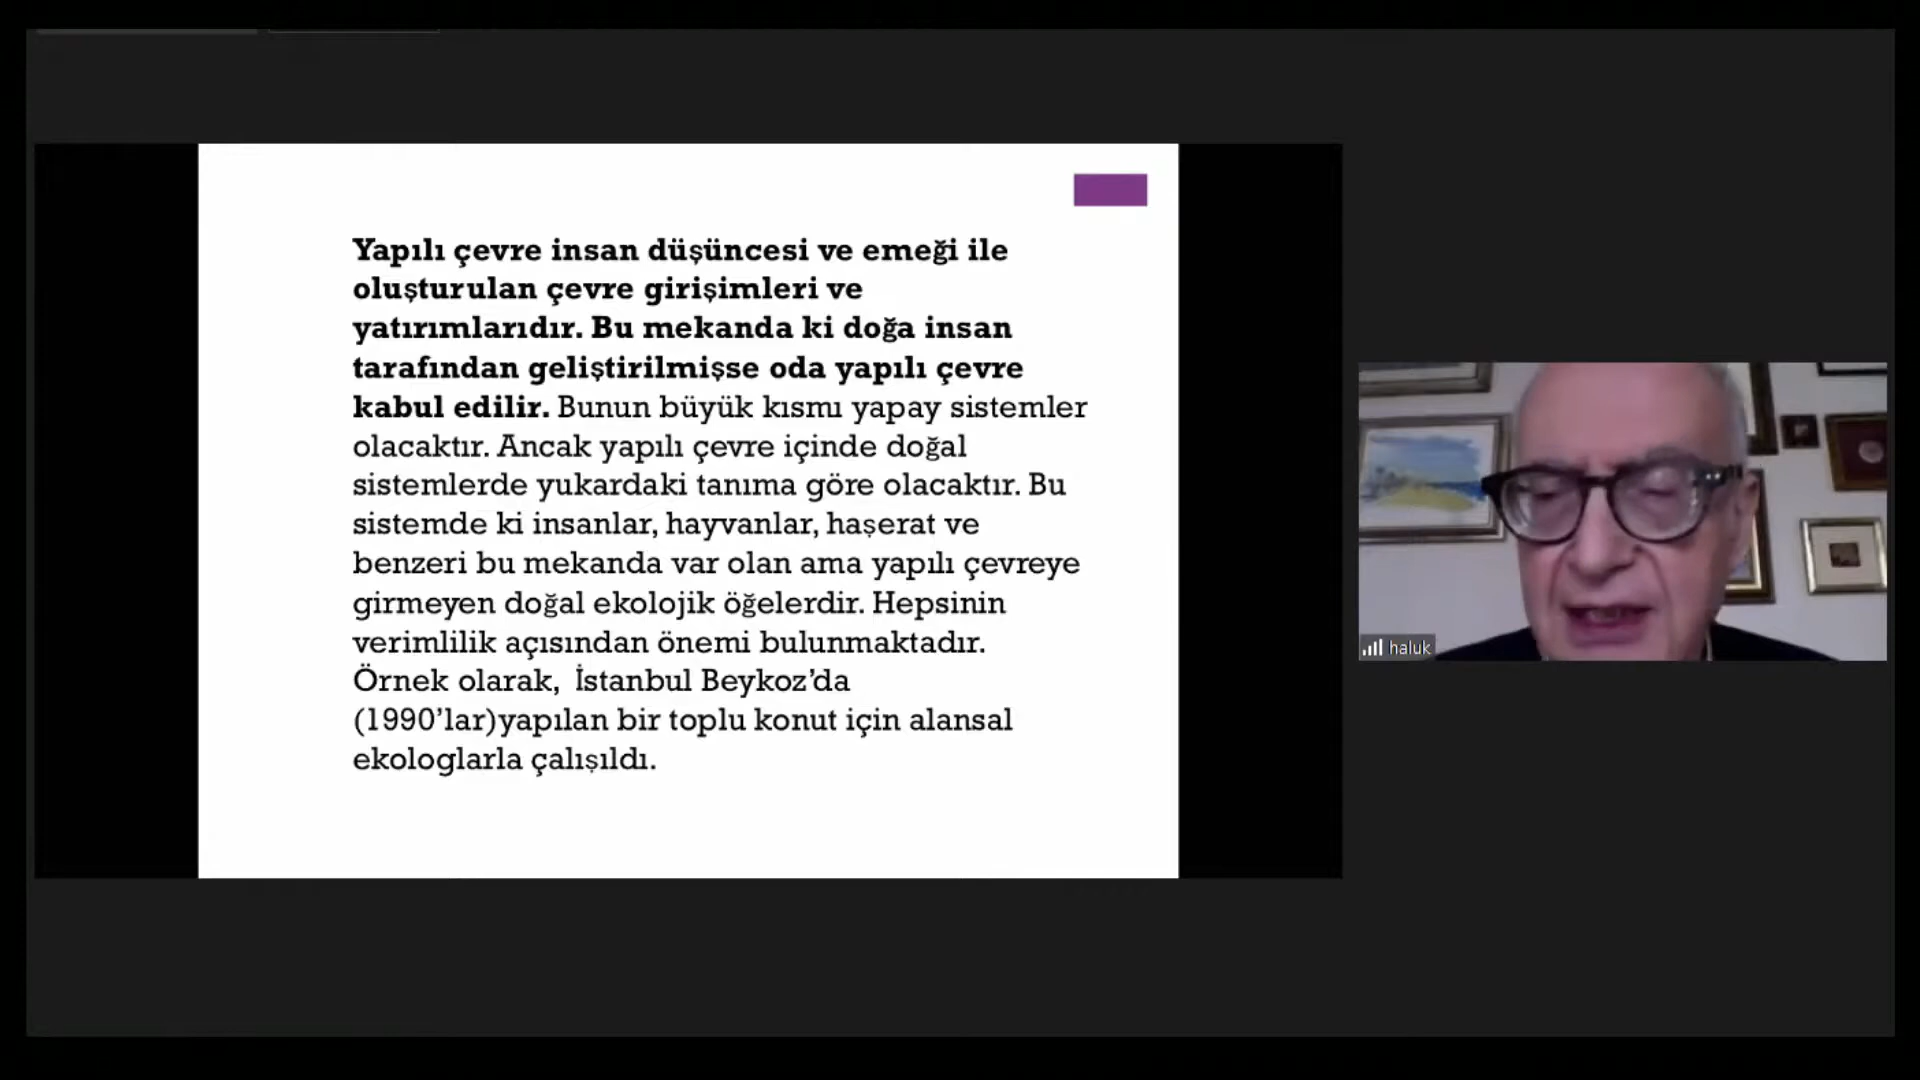 Yapılı çevre insan düşüncesi ve emeği ile
oluşturulan çevre girişimleri ve
yatırımlarıdır. Bu mekanda ki doğa insan
tarafından geliştirilmişse oda yapılı çevre
kabul edilir. Bunun büyük kısmı yapay sistemler
olacaktır. Ancak yapılı çevre içinde doğal
sistemlerde yukardaki tanıma göre olacaktır. Bu
sistemde ki insanlar, hayvanlar, haşerat ve
benzeri bu mekanda var olan ama yapılı çevreye
girmeyen doğal ekolojik öğelerdir. Hepsinin
verimlilik açısından önemi bulunmaktadır.
Örnek olarak, İstanbul Beykoz’da
(1990’lar)yapılan bir toplu konut için alansal
ekologlarla çalışıldı.
haluk